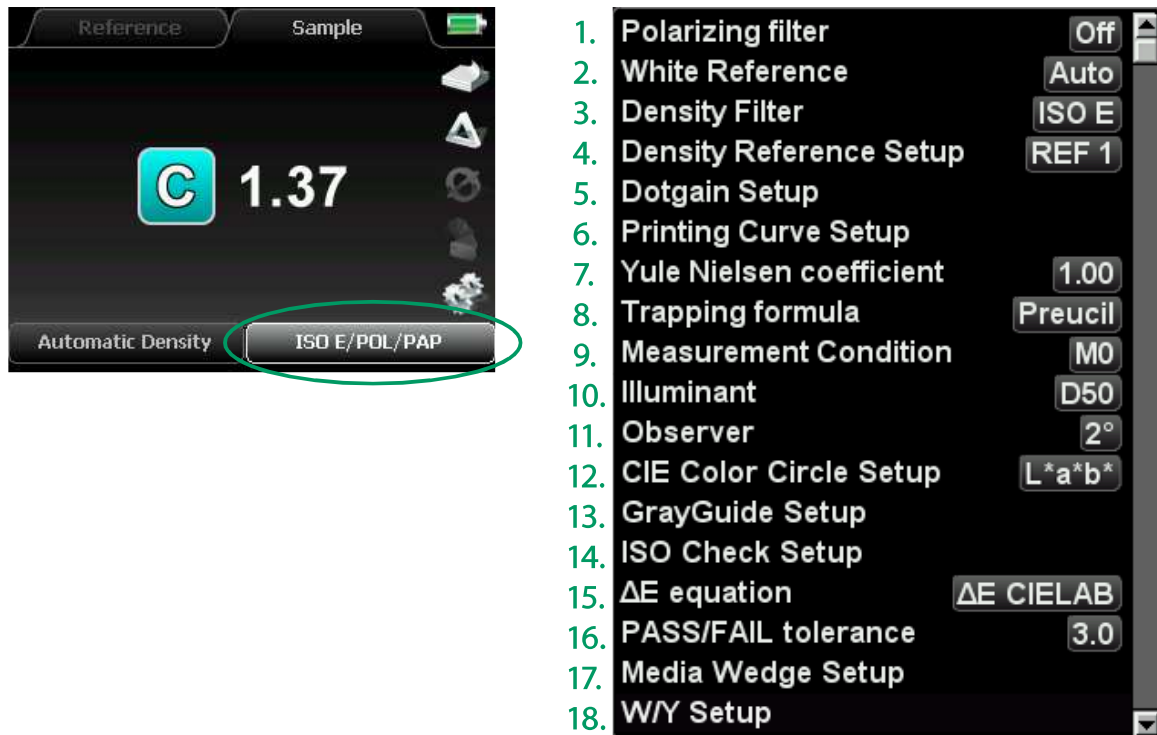 Reference Sample
C 1.37
Automatic Density ISO E/POL/PAP
1. Polarizing filter Off
2. White Reference Auto
3. Density Filter ISO E
4. Density Reference Setup REF 1
5. Dotgain Setup
6. Printing Curve Setup
7. Yule Nielsen coefficient 1.00
8. Trapping formula Preucil
9. Measurement Condition M0
10. Illuminant D50
11. Observer 2°
12. CIE Color Circle Setup L*a*b*
13. GrayGuide Setup
14. ISO Check Setup
15. ΔE equation ΔE CIELAB
16. PASS/FAIL tolerance 3.0
17. Media Wedge Setup
18. W/Y Setup